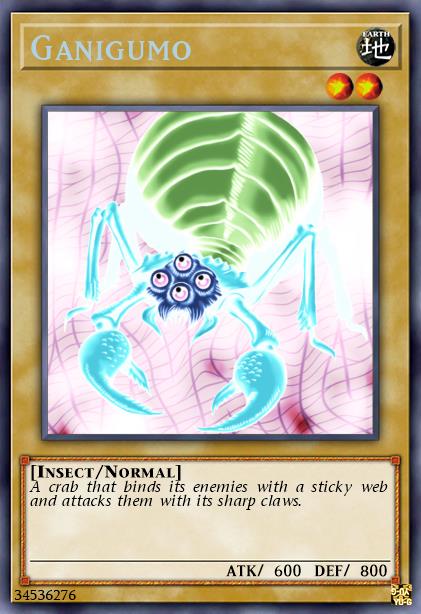 Ganigumo
EARTH
地
[Insect/Normal]
A crab that binds its enemies with a sticky web
and attacks them with its sharp claws.
ATK/ 600 DEF/ 800
34536276